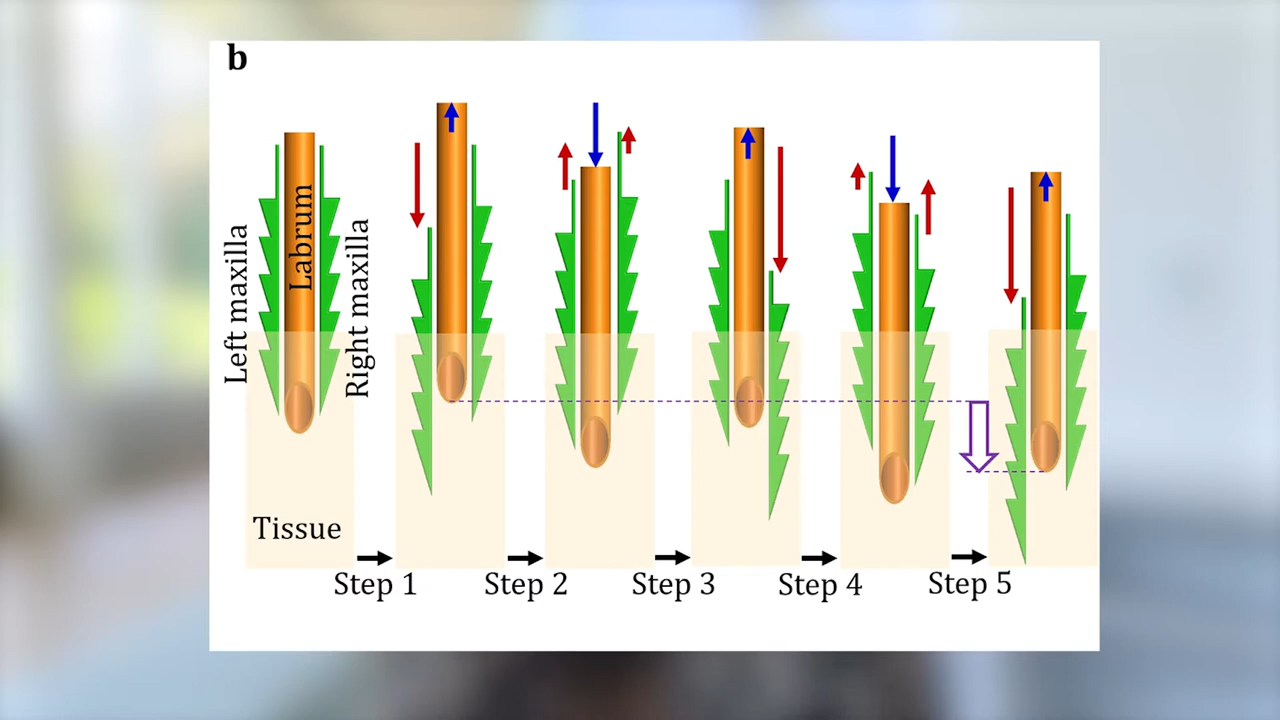 b
Left maxilla
Labrum
Right maxilla
Tissue
Step 1
Step 2
Step 3
Step 4
Step 5